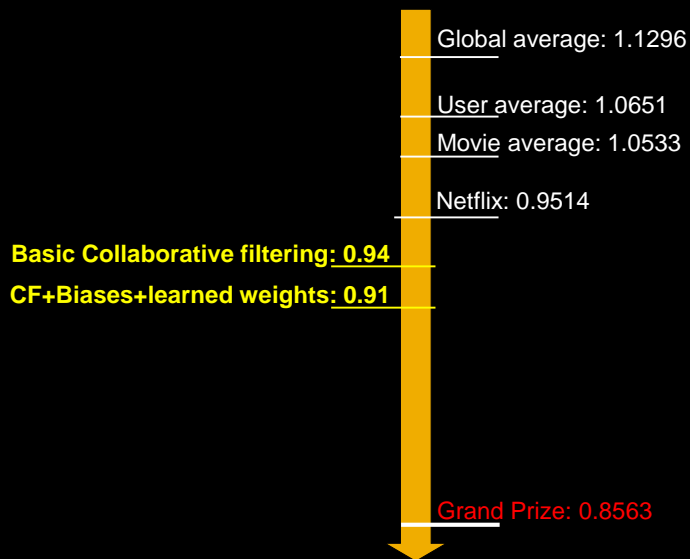 Global average: 1.1296
User average: 1.0651
Movie average: 1.0533
Netflix: 0.9514
Basic Collaborative filtering: 0.94
CF+Biases+learned weights: 0.91
Grand Prize: 0.8563